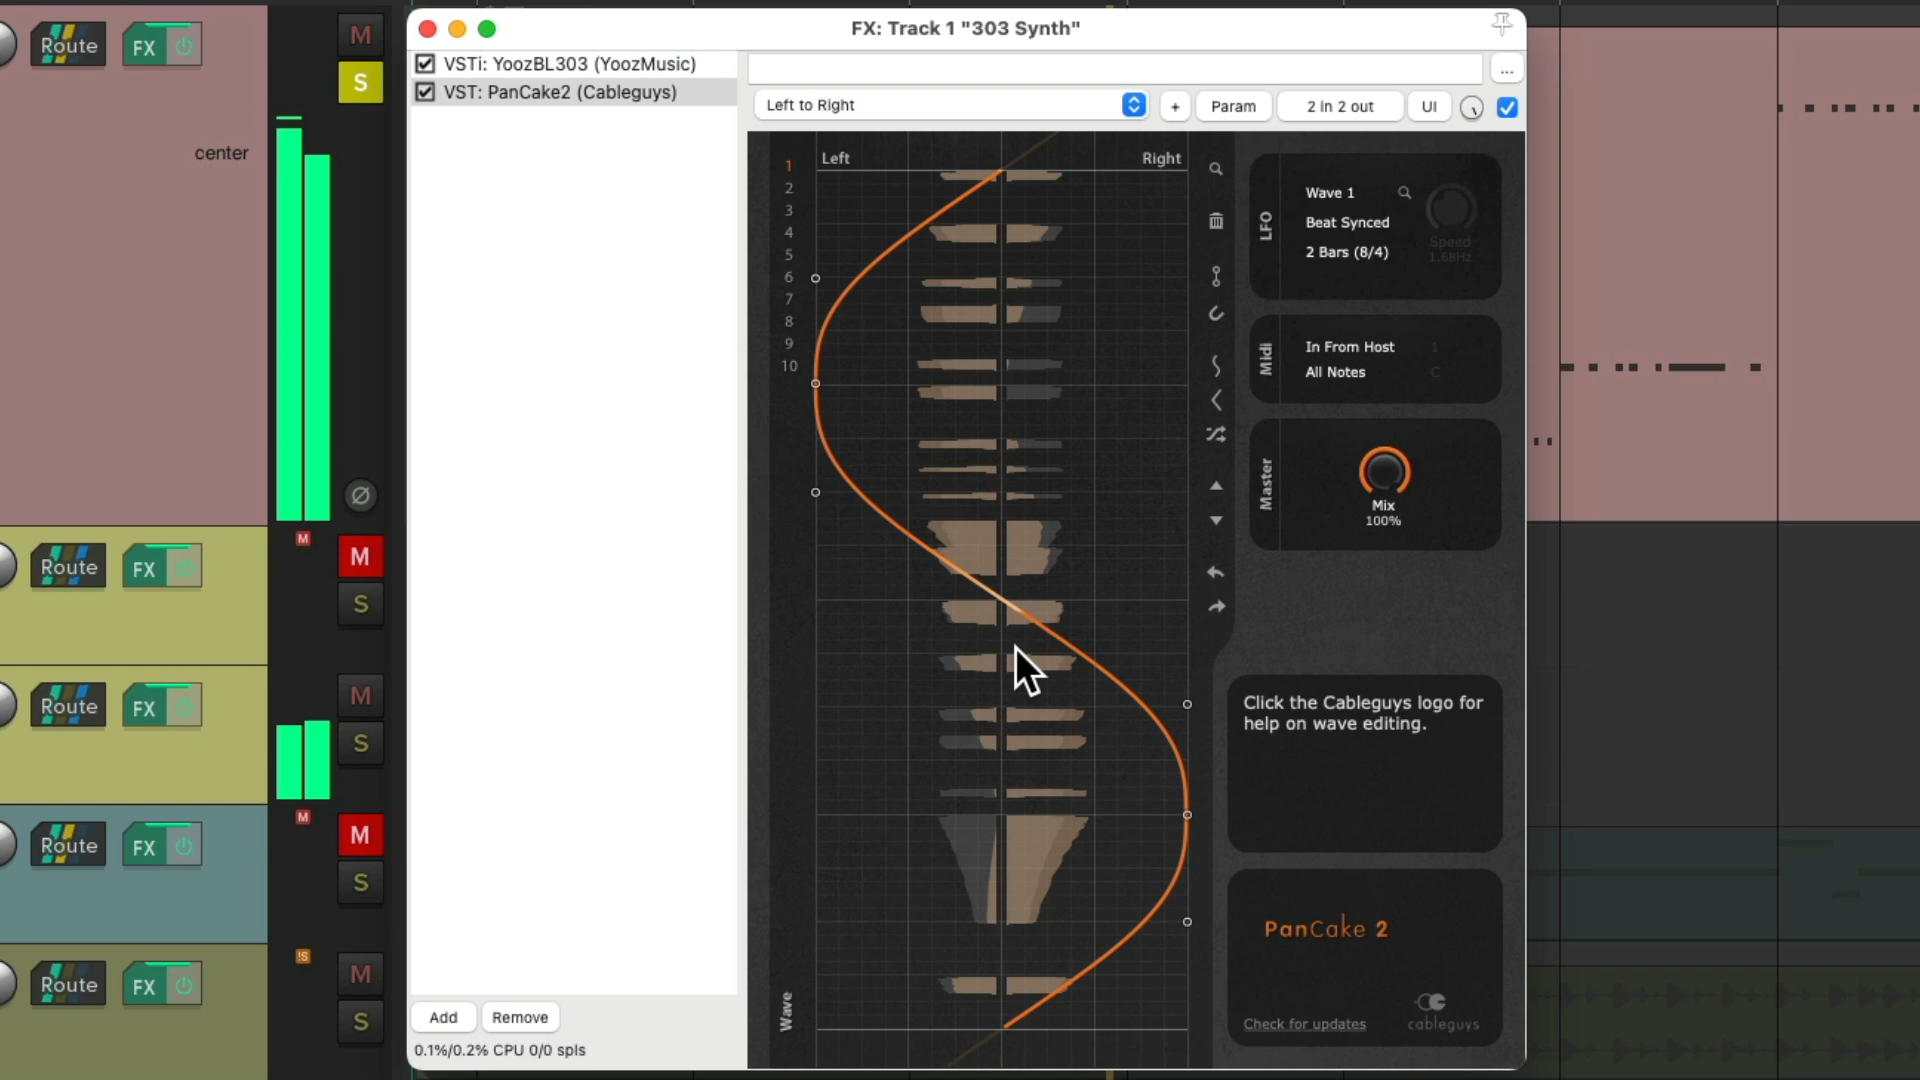 FX: Track 1 "303 Synth"
Route
FX
M
S
center
VSTi: YoozBL303 (YoozMusic)
VST: PanCake2 (Cableguys)
...
Left to Right
+
Param
2 in 2 out
UI
Left
Right
1
2
3
4
5
6
7
8
9
10
Wave
LFO
Wave 1
Beat Synced
2 Bars (8/4)
Speed
1.68Hz
Midi
In From Host
1
All Notes
C
Master
Mix
100%
Click the Cableguys logo for
help on wave editing.
PanCake 2
Check for updates
cableguys
M
Route
FX
M
S
Route
FX
M
S
M
Route
FX
M
S
!S
Route
FX
M
S
Add
Remove
0.1%/0.2% CPU 0/0 spls